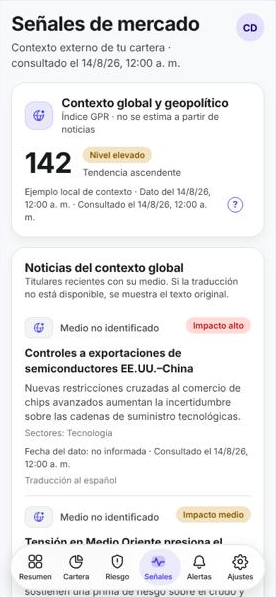 Señales de mercado
CD
Contexto externo de tu cartera ·
consultado el 14/8/26, 12:00 a. m.
Contexto global y geopolítico
Índice GPR · no se estima a partir de
noticias
142
Nivel elevado
Tendencia ascendente
Ejemplo local de contexto · Dato del 14/8/26,
12:00 a. m. · Consultado el 14/8/26, 12:00 a.
m.
?
Noticias del contexto global
Titulares recientes con su medio. Si la traducción
no está disponible, se muestra el texto original.
Medio no identificado
Impacto alto
Controles a exportaciones de
semiconductores EE.UU.–China
Nuevas restricciones cruzadas al comercio de
chips avanzados aumentan la incertidumbre
sobre las cadenas de suministro tecnológicas.
Sectores: Tecnología
Fecha del dato: no informada · Consultado el 14/8/26,
12:00 a. m.
Traducción al español
Medio no identificado
Impacto medio
Tensión en Medio Oriente presiona el
Resumen
Cartera
Riesgo
Señales
Alertas
Ajustes
sostienen una prima de riesgo sobre el crudo y